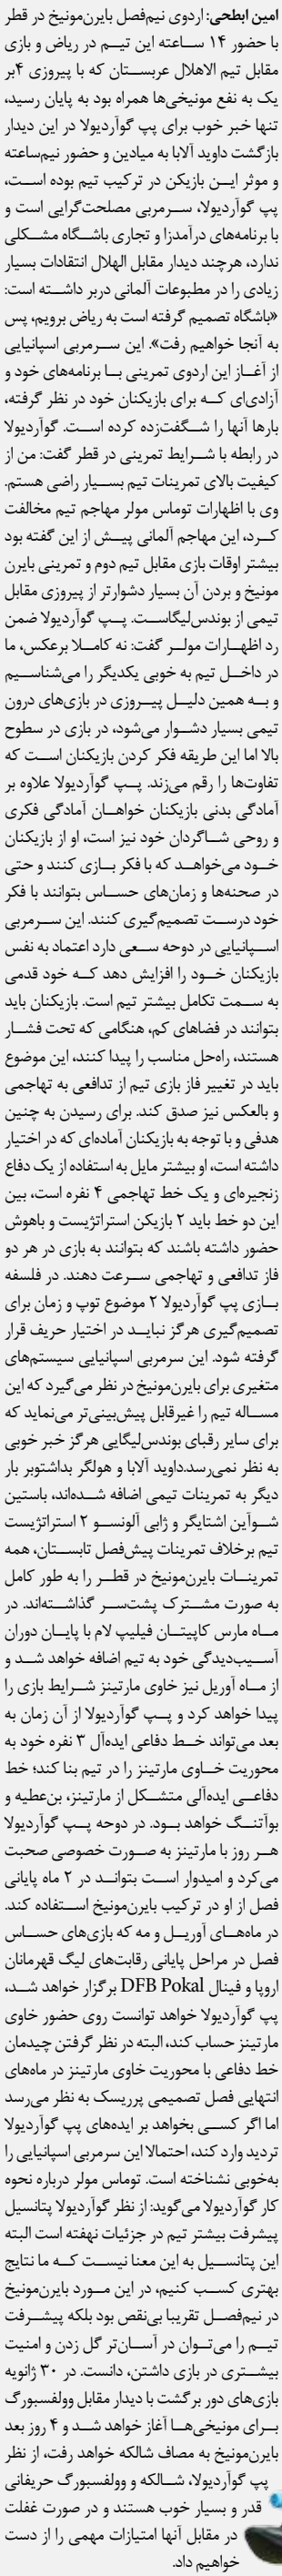 امین ابطحی: اردوی نیم‌فصل بایرن‌مونیخ در قطر
با حضور ۱۴ ساعته این تیم در ریاض و بازی
مقابل تیم الاهلال عربستان که با پیروزی ۴بر
یک به نفع مونیخی‌ها همراه بود به پایان رسید،
تنها خبر خوب برای پپ گوآردیولا در این دیدار
بازگشت داوید آلابا به میادین و حضور نیم‌ساعته
و موثر این بازیکن در ترکیب تیم بوده است،
پپ گوآردیولا، سرمربی مصلحت‌گرایی است و
با برنامه‌های درآمدزا و تجاری باشگاه مشکلی
ندارد، هرچند دیدار مقابل الهلال انتقادات بسیار
زیادی را در مطبوعات آلمانی دربر داشته است:
«باشگاه تصمیم گرفته است به ریاض برویم، پس
به آنجا خواهیم رفت». این سرمربی اسپانیایی
از آغاز این اردوی تمرینی با برنامه‌های خود و
آزادی‌ای که برای بازیکنان خود در نظر گرفته،
بارها آنها را شگفت‌زده کرده است. گوآردیولا
در رابطه با شرایط تمرینی در قطر گفت: من از
کیفیت بالای تمرینات تیم بسیار راضی هستم.
وی با اظهارات توماس مولر مهاجم تیم مخالفت
کرد، این مهاجم آلمانی پیش از این گفته بود
بیشتر اوقات بازی مقابل تیم دوم و تمرینی بایرن
مونیخ و بردن آن بسیار دشوارتر از پیروزی مقابل
تیمی از بوندس‌لیگاست. پپ گوآردیولا ضمن
رد اظهارات مولر گفت: نه کاملا برعکس، ما
در داخل تیم به خوبی یکدیگر را می‌شناسیم
و به همین دلیل پیروزی در بازی‌های درون
تیمی بسیار دشوار می‌شود، در بازی در سطوح
بالا اما این طریقه فکر کردن بازیکنان است که
تفاوت‌ها را رقم می‌زند. پپ گوآردیولا علاوه بر
آمادگی بدنی بازیکنان خواهان آمادگی فکری
و روحی شاگردان خود نیز است، او از بازیکنان
خود می‌خواهد که با فکر بازی کنند و حتی
در صحنه‌ها و زمان‌های حساس بتوانند با فکر
خود درست تصمیم‌گیری کنند. این سرمربی
اسپانیایی در دوحه سعی دارد اعتماد به نفس
بازیکنان خود را افزایش دهد که خود قدمی
به سمت تکامل بیشتر تیم است. بازیکنان باید
بتوانند در فضاهای کم، هنگامی که تحت فشار
هستند، راه‌حل مناسب را پیدا کنند، این موضوع
باید در تغییر فاز بازی تیم از تدافعی به تهاجمی
و بالعکس نیز صدق کند. برای رسیدن به چنین
هدفی و با توجه به بازیکنان آماده‌ای که در اختیار
داشته است، او بیشتر مایل به استفاده از یک دفاع
زنجیره‌ای و یک خط تهاجمی ۴ نفره است، بین
این دو خط باید ۲ بازیکن استراتژیست و باهوش
حضور داشته باشند که بتوانند به بازی در هر دو
فاز تدافعی و تهاجمی سرعت دهند. در فلسفه
بازی پپ گوآردیولا ۲ موضوع توپ و زمان برای
تصمیم‌گیری هرگز نباید در اختیار حریف قرار
گرفته شود. این سرمربی اسپانیایی سیستم‌های
متغیری برای بایرن‌مونیخ در نظر می‌گیرد که این
مساله تیم را غیرقابل پیش‌بینی‌تر می‌نماید که
برای سایر رقبای بوندس‌لیگایی هرگز خبر خوبی
به نظر نمی‌رسد.داوید آلابا و هولگر بداشتوبر بار
دیگر به تمرینات تیمی اضافه شده‌اند، باستین
شوآین اشتایگر و ژابی آلونسو ۲ استراتژیست
تیم برخلاف تمرینات پیش‌فصل تابستان، همه
تمرینات بایرن‌مونیخ در قطر را به طور کامل
به صورت مشترک پشت‌سر گذاشته‌اند. در
ماه مارس کاپیتان فیلیپ لام با پایان دوران
آسیب‌دیدگی خود به تیم اضافه خواهد شد و
از ماه آوریل نیز خاوی مارتینز شرایط بازی را
پیدا خواهد کرد و پپ گوآردیولا از آن زمان به
بعد می‌تواند خط دفاعی ایده‌آل ۳ نفره خود به
محوریت خاوی مارتینز را در تیم بنا کند؛ خط
دفاعی ایده‌آلی متشکل از مارتینز، بن‌عطیه و
بوآتنگ خواهد بود. در دوحه پپ گوآردیولا
هر روز با مارتینز به صورت خصوصی صحبت
می‌کرد و امیدوار است بتواند در ۲ ماه پایانی
فصل از او در ترکیب بایرن‌مونیخ استفاده کند.
در ماه‌های آوریل و مه که بازی‌های حساس
فصل در مراحل پایانی رقابت‌های لیگ قهرمانان
اروپا و فینال DFB Pokal برگزار خواهد شد،
پپ گوآردیولا خواهد توانست روی حضور خاوی
مارتینز حساب کند، البته در نظر گرفتن چیدمان
خط دفاعی با محوریت خاوی مارتینز در ماه‌های
انتهایی فصل تصمیمی پرریسک به نظر می‌رسد
اما اگر کسی بخواهد بر ایده‌های پپ گوآردیولا
تردید وارد کند، احتمالا این سرمربی اسپانیایی را
به‌خوبی نشناخته است. توماس مولر درباره نحوه
کار گوآردیولا می‌گوید: از نظر گوآردیولا پتانسیل
پیشرفت بیشتر تیم در جزئیات نهفته است البته
این پتانسیل به این معنا نیست که ما نتایج
بهتری کسب کنیم، در این مورد بایرن‌مونیخ
در نیم‌فصل تقریبا بی‌نقص بود بلکه پیشرفت
تیم را می‌توان در آسان‌تر گل زدن و امنیت
بیشتری در بازی داشتن، دانست. در ۳۰ ژانویه
بازی‌های دور برگشت با دیدار مقابل وولفسبورگ
برای مونیخی‌ها آغاز خواهد شد و ۴ روز بعد
بایرن‌مونیخ به مصاف شالکه خواهد رفت، از نظر
پپ گوآردیولا، شالکه و وولفسبورگ حریفانی
قدر و بسیار خوب هستند و در صورت غفلت
در مقابل آنها امتیازات مهمی را از دست
خواهیم داد.